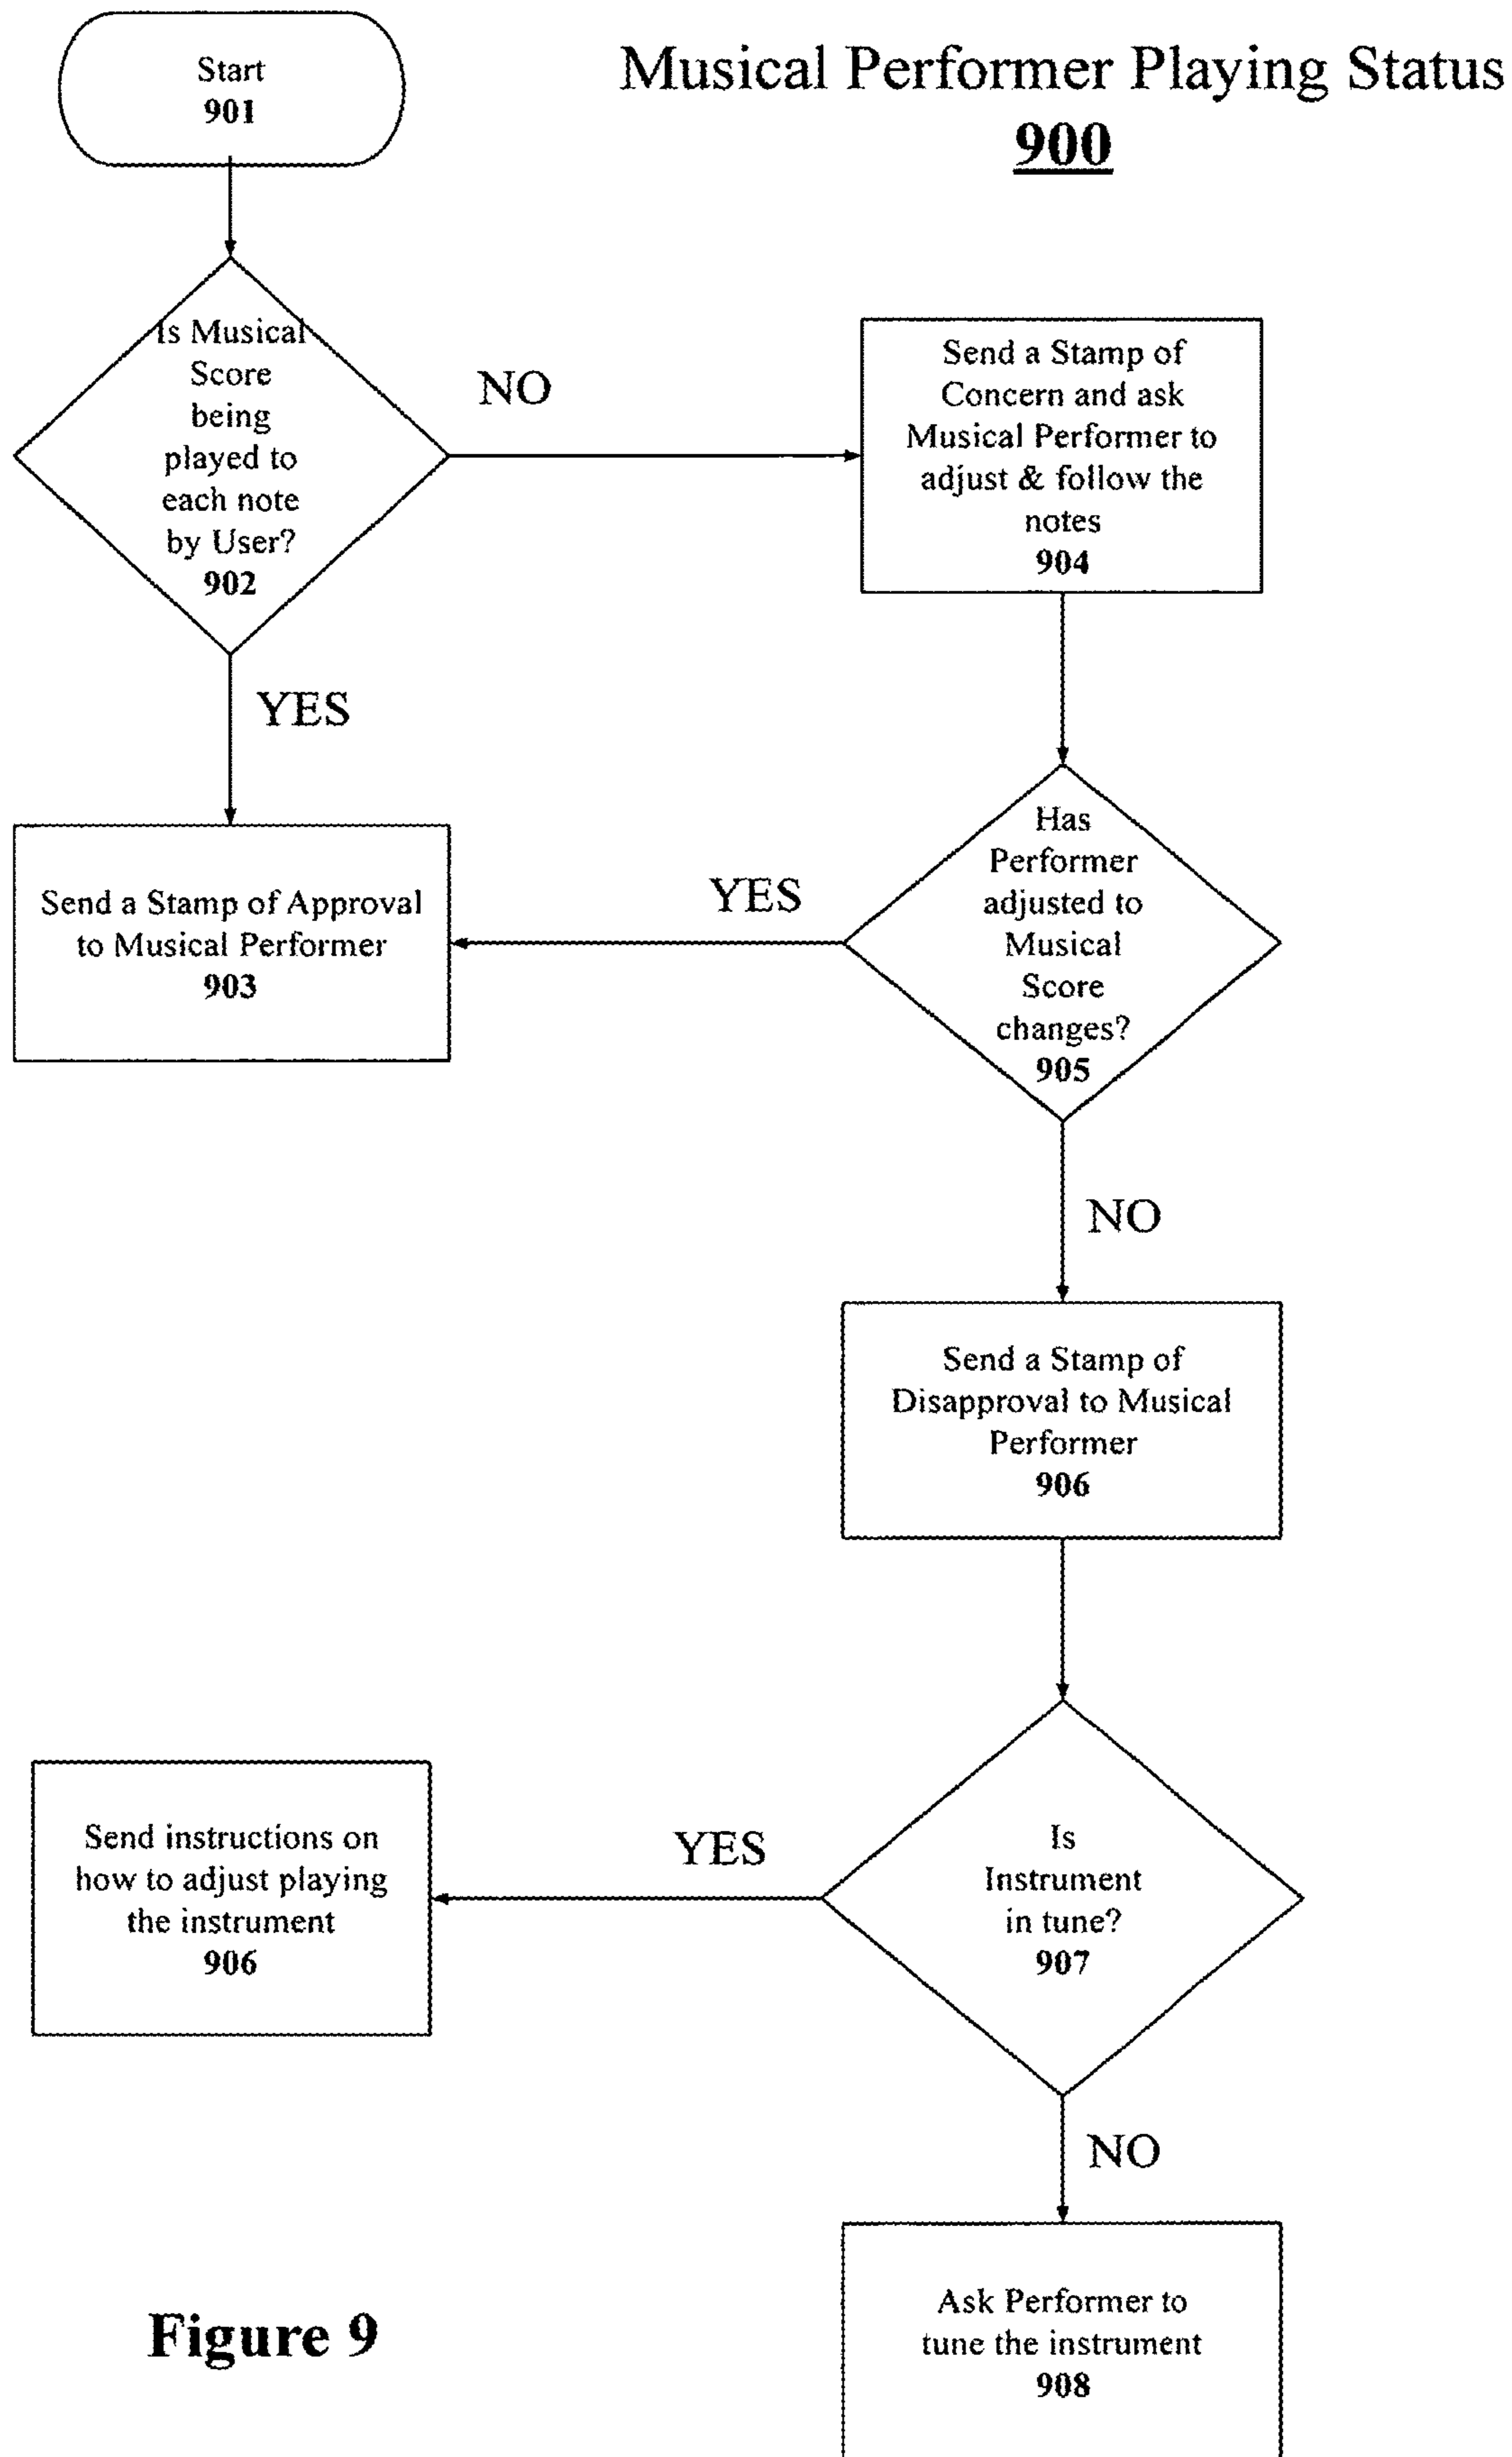 Musical Performer Playing Status
900
Start
901
Is Musical
Score
being
played to
each note
by User?
902
NO
Send a Stamp of
Concern and ask
Musical Performer to
adjust & follow the
notes
904
YES
Send a Stamp of Approval
to Musical Performer
903
YES
Has
Performer
adjusted to
Musical
Score
changes?
905
NO
Send a Stamp of
Disapproval to Musical
Performer
906
Send instructions on
how to adjust playing
the instrument
906
YES
Is
Instrument
in tune?
907
NO
Ask Performer to
tune the instrument
908
Figure 9